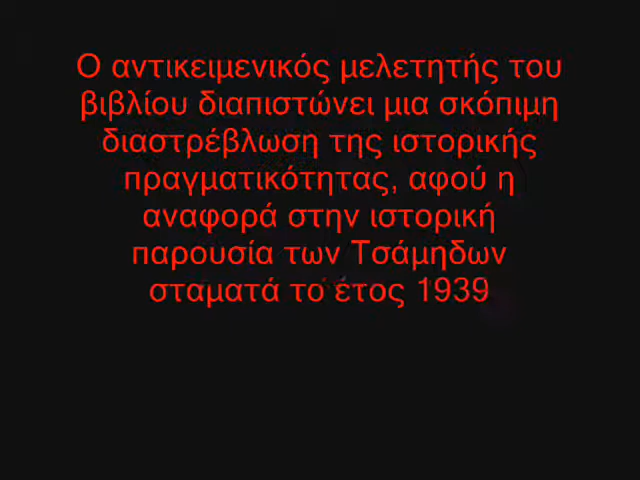 Ο αντικειμενικός μελετητής του
βιβλίου διαπιστώνει μια σκόπιμη
διαστρέβλωση της ιστορικής
πραγματικότητας, αφού η
αναφορά στην ιστορική
παρουσία των Τσάμηδων
σταματά το έτος 1939